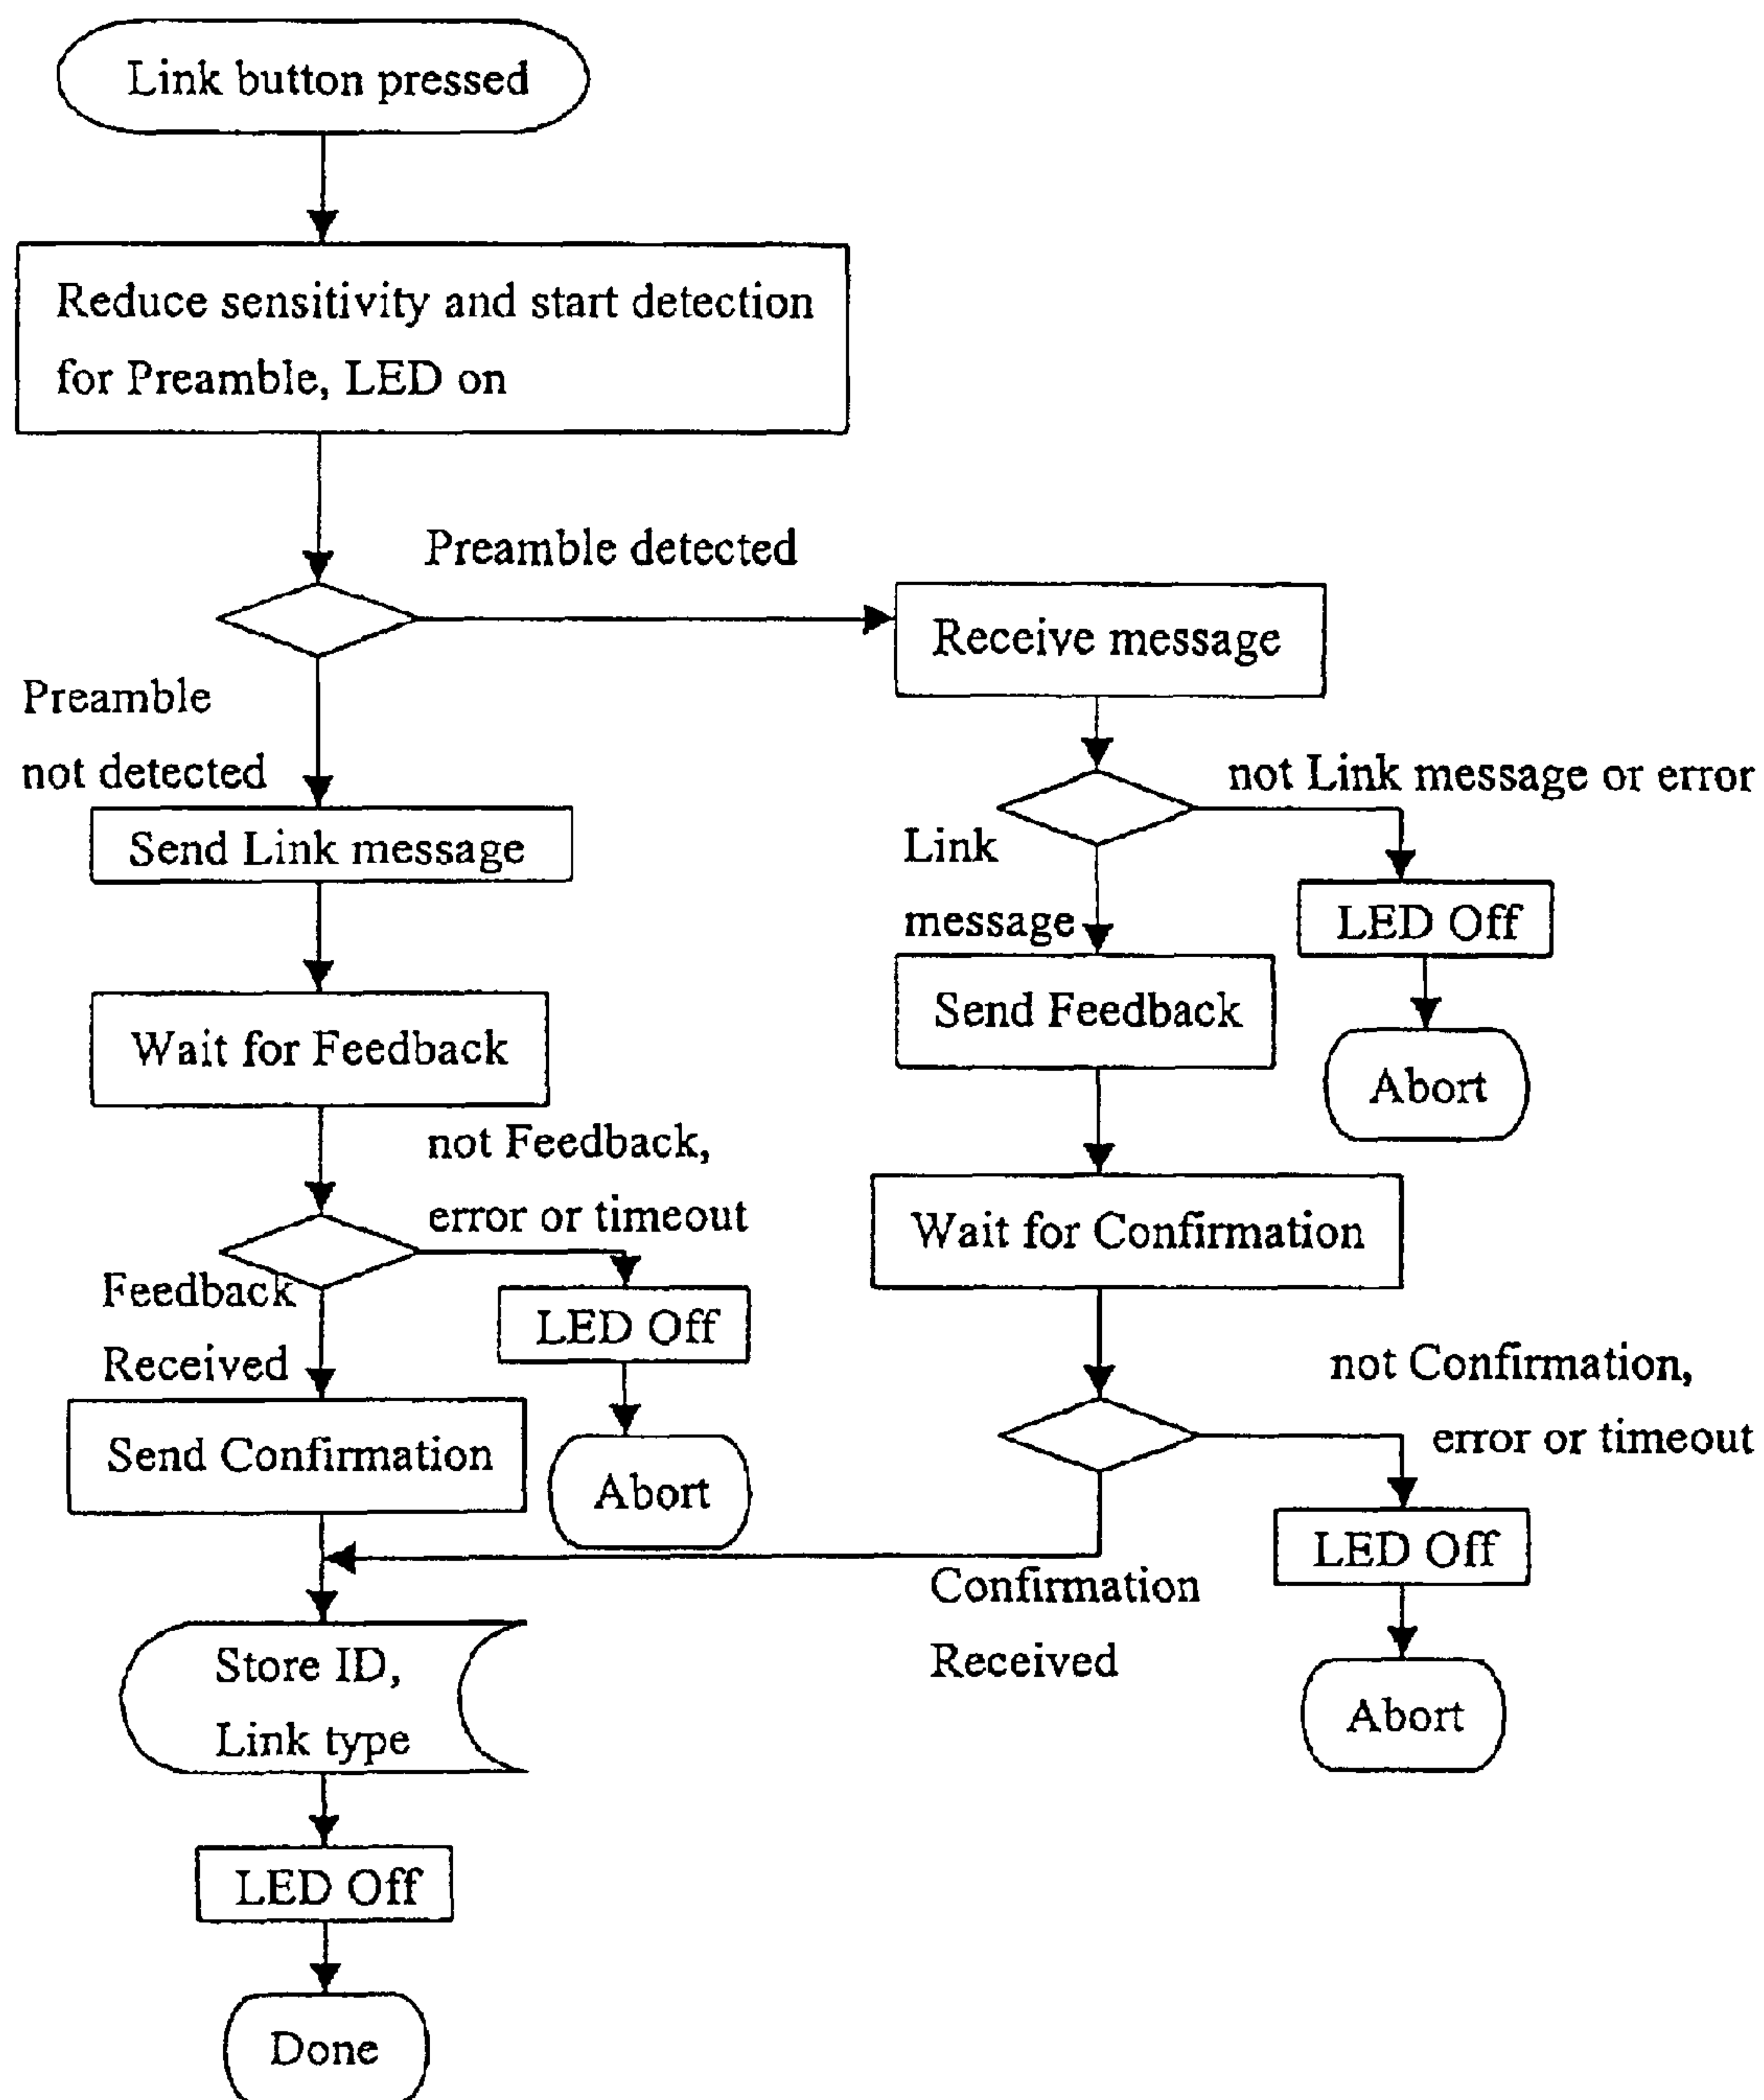 Link button pressed
Reduce sensitivity and start detection
for Preamble, LED on
Preamble detected
Receive message
Preamble
not detected
not Link message or error
Send Link message
Link
message
LED Off
Send Feedback
Wait for Feedback
Abort
not Feedback,
error or timeout
Wait for Confirmation
Feedback
Received
LED Off
not Confirmation,
error or timeout
Send Confirmation
Abort
LED Off
Confirmation
Received
Store ID,
Link type
Abort
LED Off
Done